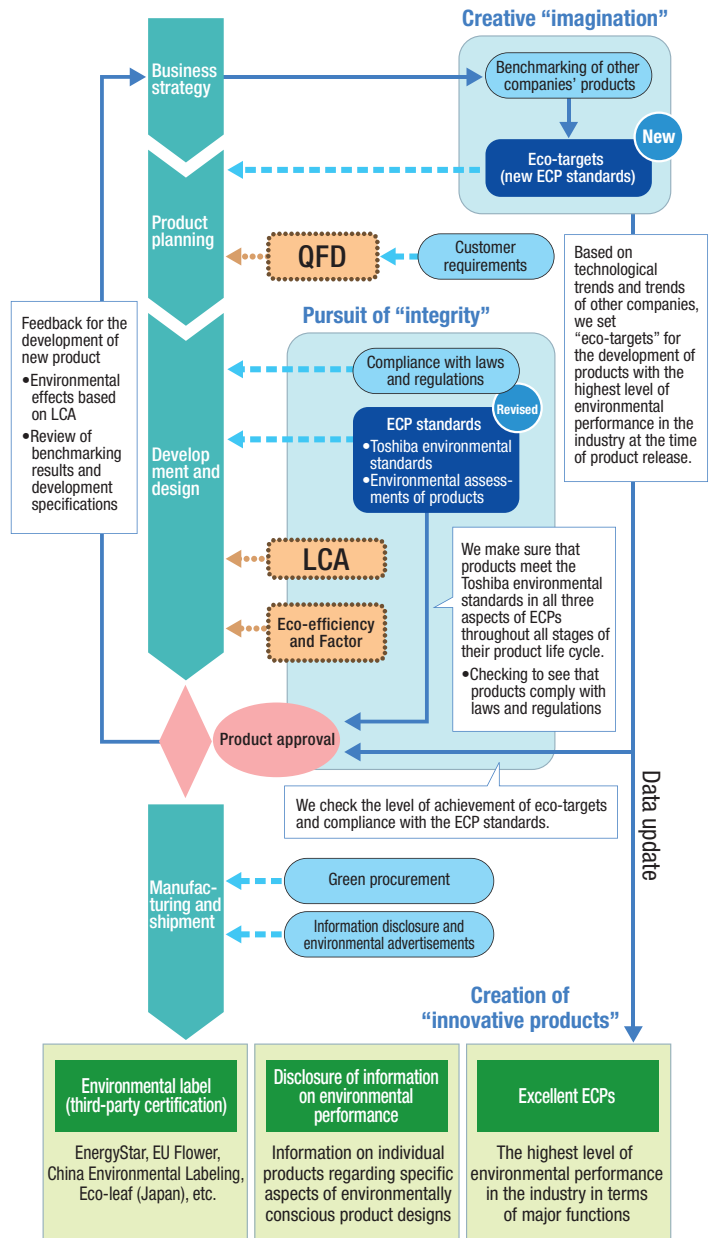 Creative “imagination”
Business
strategy
Benchmarking of other
companies’ products
New
Eco-targets
(new ECP standards)
Product
planning
QFD
Customer
requirements
Based on
technological
trends and trends
of other companies,
we set
“eco-targets” for
the development of
products with the
highest level of
environmental
performance in the
industry at the time
of product release.
Feedback for the
development of
new product
•Environmental
effects based
on LCA
•Review of
benchmarking
results and
development
specifications
Pursuit of “integrity”
Compliance with laws
and regulations
Revised
ECP standards
•Toshiba environmental
standards
•Environmental assess-
ments of products
Develop
ment and
design
LCA
Eco-efficiency
and Factor
We make sure that
products meet the
Toshiba environmental
standards in all three
aspects of ECPs
throughout all stages of
their product life cycle.
•Checking to see that
products comply with
laws and regulations
Product approval
We check the level of achievement of eco-targets
and compliance with the ECP standards.
Data update
Manufac-
turing and
shipment
Green procurement
Information disclosure and
environmental advertisements
Creation of
“innovative products”
Environmental label
(third-party certification)
EnergyStar, EU Flower,
China Environmental Labeling,
Eco-leaf (Japan), etc.
Disclosure of information
on environmental
performance
Information on individual
products regarding specific
aspects of environmentally
conscious product designs
Excellent ECPs
The highest level of
environmental performance
in the industry in terms
of major functions